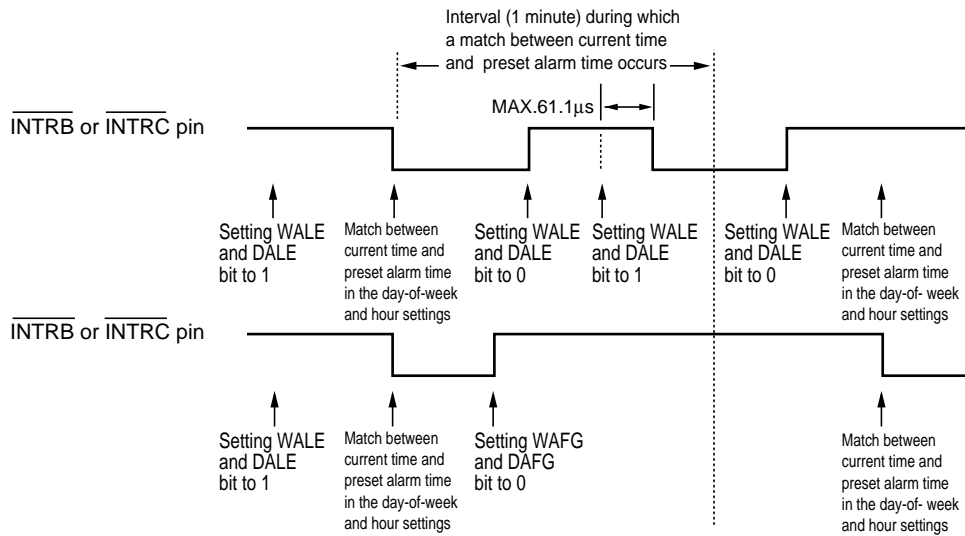 Interval (1 minute) during which
a match between current time
and preset alarm time occurs
MAX.61.1μs
INTRB or INTRC pin
Setting WALE
and DALE
bit to 1
Match between
current time and
preset alarm time
in the day-of-week
and hour settings
Setting WALE
and DALE
bit to 0
Setting WALE
and DALE
bit to 1
Setting WALE
and DALE
bit to 0
Match between
current time and
preset alarm time
in the day-of- week
and hour settings
INTRB or INTRC pin
Setting WALE
and DALE
bit to 1
Match between
current time and
preset alarm time
in the day-of-week
and hour settings
Setting WAFG
and DAFG
bit to 0
Match between
current time and
preset alarm time
in the day-of- week
and hour settings